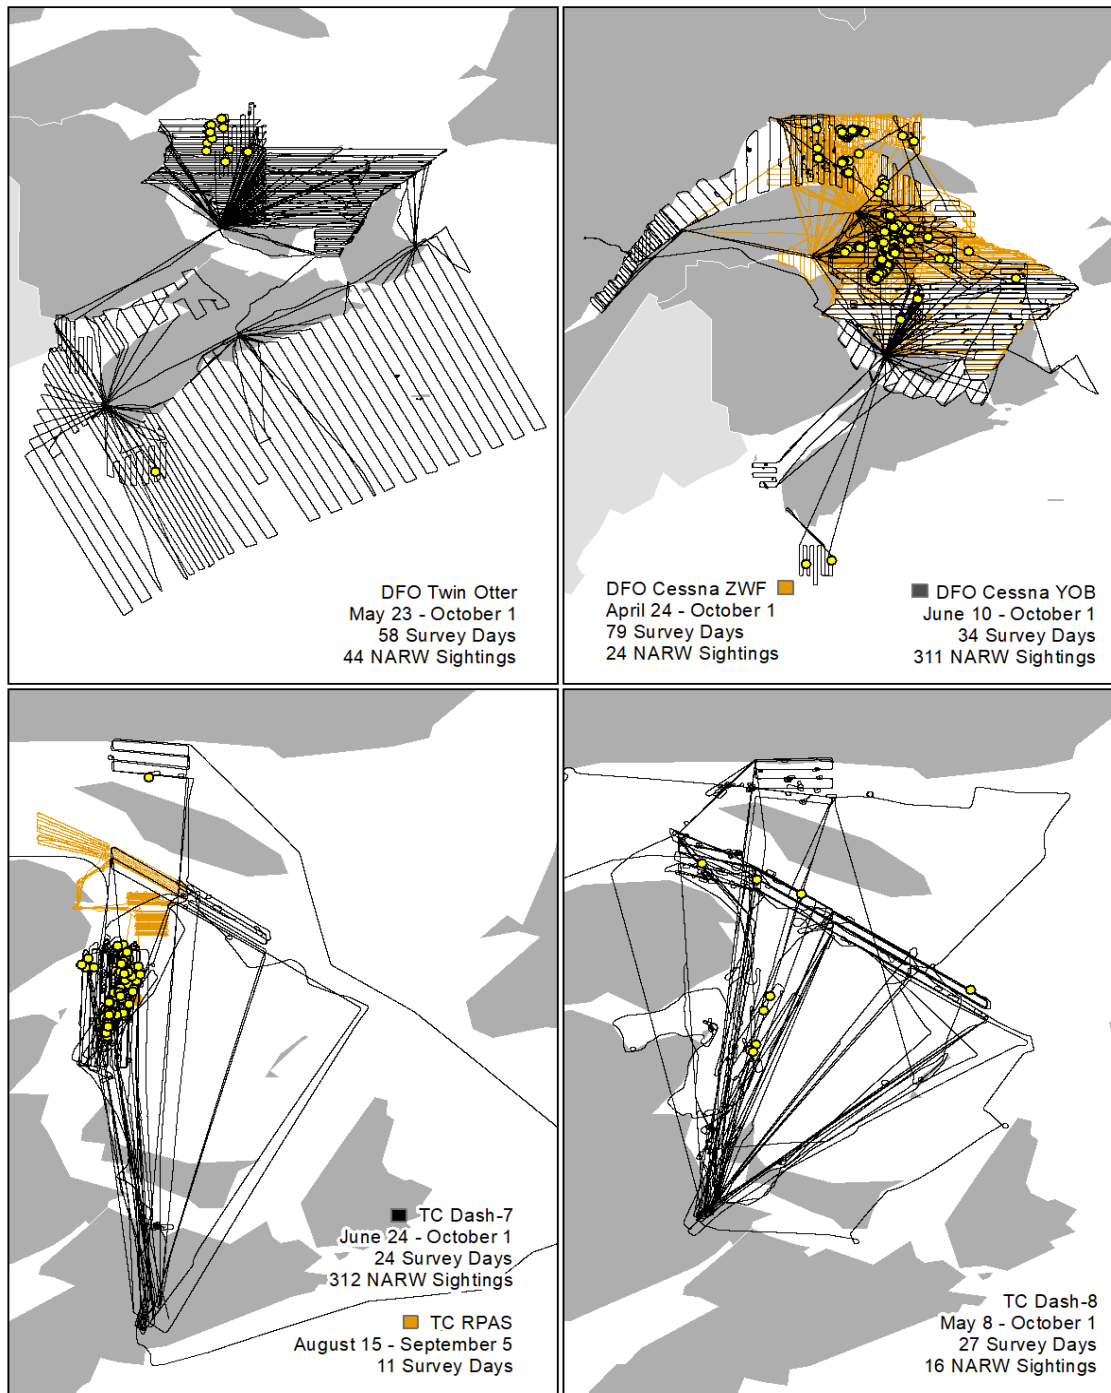 DFO Twin Otter
May 23 - October 1
58 Survey Days
44 NARW Sightings
DFO Cessna ZWF
April 24 - October 1
79 Survey Days
24 NARW Sightings
DFO Cessna YOB
June 10 - October 1
34 Survey Days
311 NARW Sightings
TC Dash-7
June 24 - October 1
24 Survey Days
312 NARW Sightings
TC RPAS
August 15 - September 5
11 Survey Days
TC Dash-8
May 8 - October 1
27 Survey Days
16 NARW Sightings